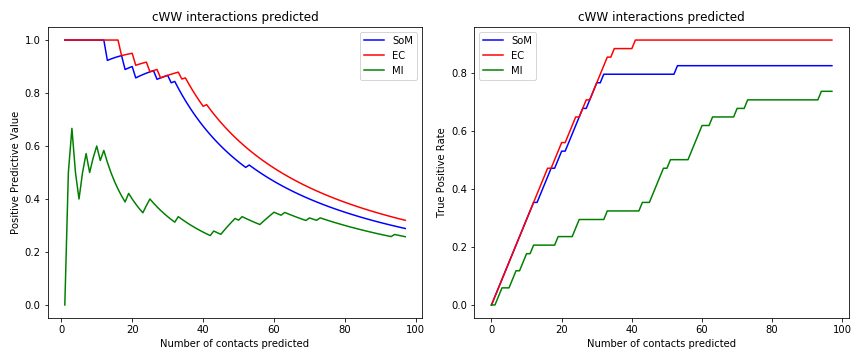 cWW interactions predicted
Positive Predictive Value
1.0
0.8
0.6
0.4
0.2
0.0
SoM
EC
MI
0
20
40
60
80
100
Number of contacts predicted
cWW interactions predicted
True Positive Rate
0.8
0.6
0.4
0.2
0.0
SoM
EC
MI
0
20
40
60
80
100
Number of contacts predicted